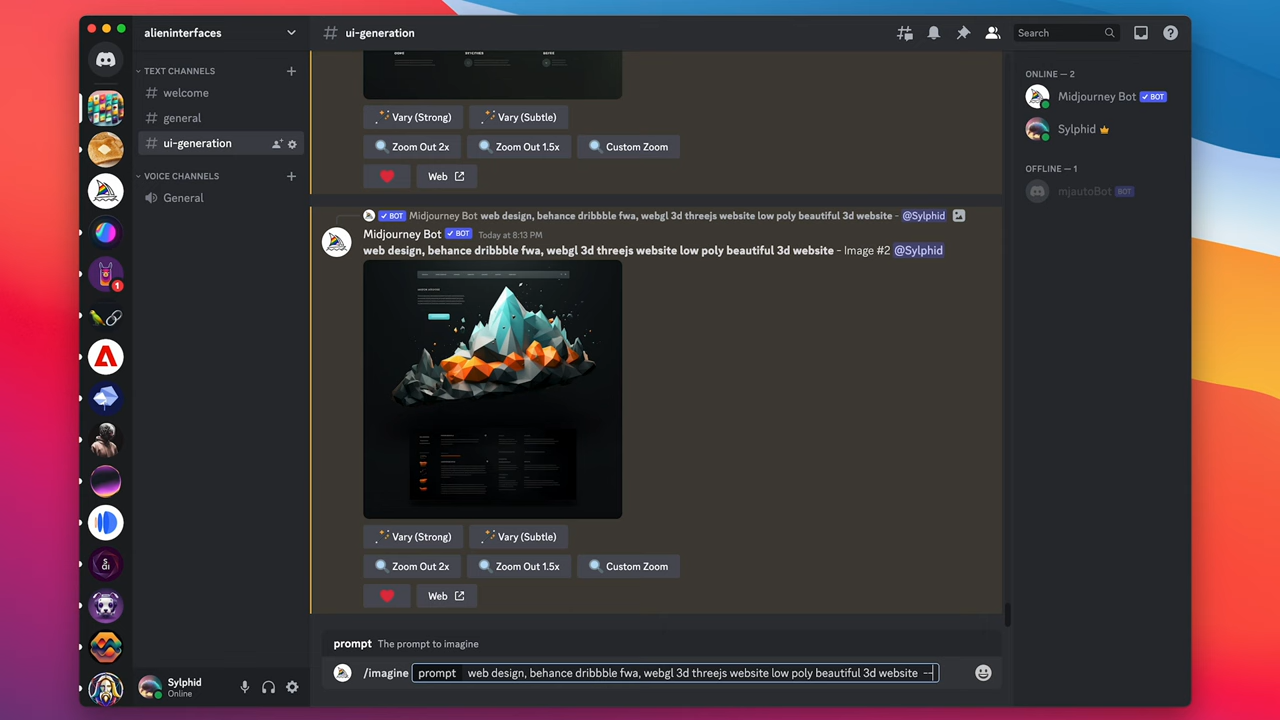 alieninterfaces
TEXT CHANNELS
welcome
general
ui-generation
VOICE CHANNELS
General
1
Sylphid
Online
# ui-generation
Search
Vary (Strong)
Vary (Subtle)
Zoom Out 2x
Zoom Out 1.5x
Custom Zoom
Web
✓ BOT Midjourney Bot web design, behance dribbble fwa, webgl 3d threejs website low poly beautiful 3d website - @Sylphid
Midjourney Bot ✓ BOT Today at 8:13 PM
web design, behance dribbble fwa, webgl 3d threejs website low poly beautiful 3d website - Image #2 @Sylphid
Vary (Strong)
Vary (Subtle)
Zoom Out 2x
Zoom Out 1.5x
Custom Zoom
Web
prompt The prompt to imagine
/imagine prompt web design, behance dribbble fwa, webgl 3d threejs website low poly beautiful 3d website --
ONLINE — 2
Midjourney Bot ✓ BOT
Sylphid
OFFLINE — 1
mjautoBot BOT